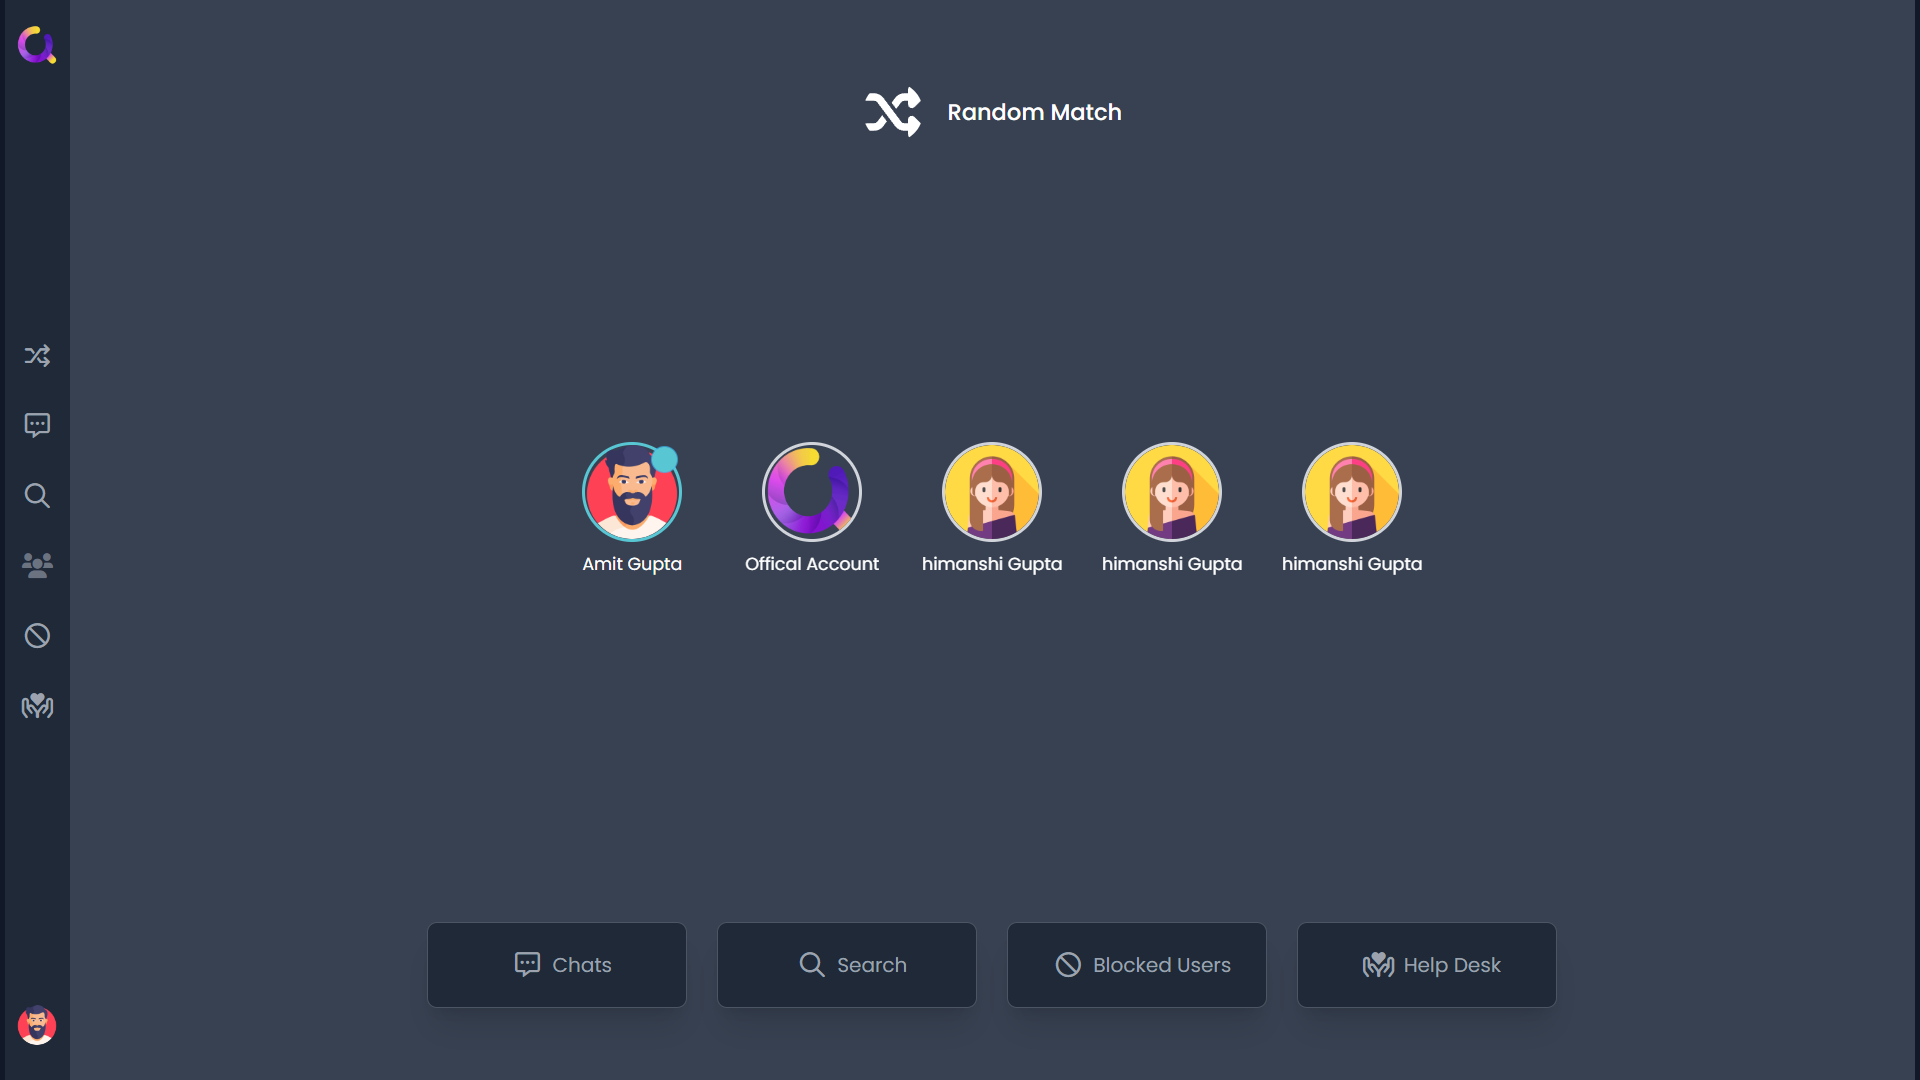 Random Match
Amit Gupta
Offical Account
himanshi Gupta
himanshi Gupta
himanshi Gupta
Chats
Search
Blocked Users
Help Desk